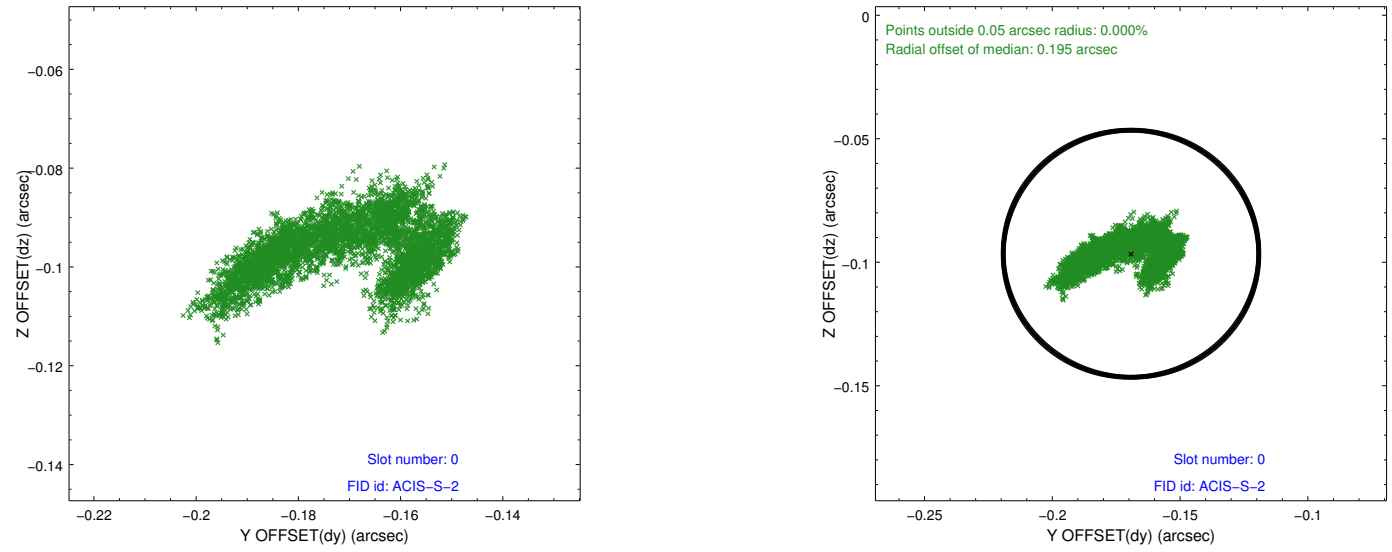 −0.06
−0.08
−0.1
−0.12
−0.14
Z OFFSET(dz) (arcsec)
Slot number: 0
FID id: ACIS−S−2
−0.22
−0.2
−0.18
−0.16
−0.14
Y OFFSET(dy) (arcsec)
0
−0.05
−0.1
−0.15
Z OFFSET(dz) (arcsec)
Points outside 0.05 arcsec radius: 0.000%
Radial offset of median: 0.195 arcsec
Slot number: 0
FID id: ACIS−S−2
−0.25
−0.2
−0.15
−0.1
Y OFFSET(dy) (arcsec)